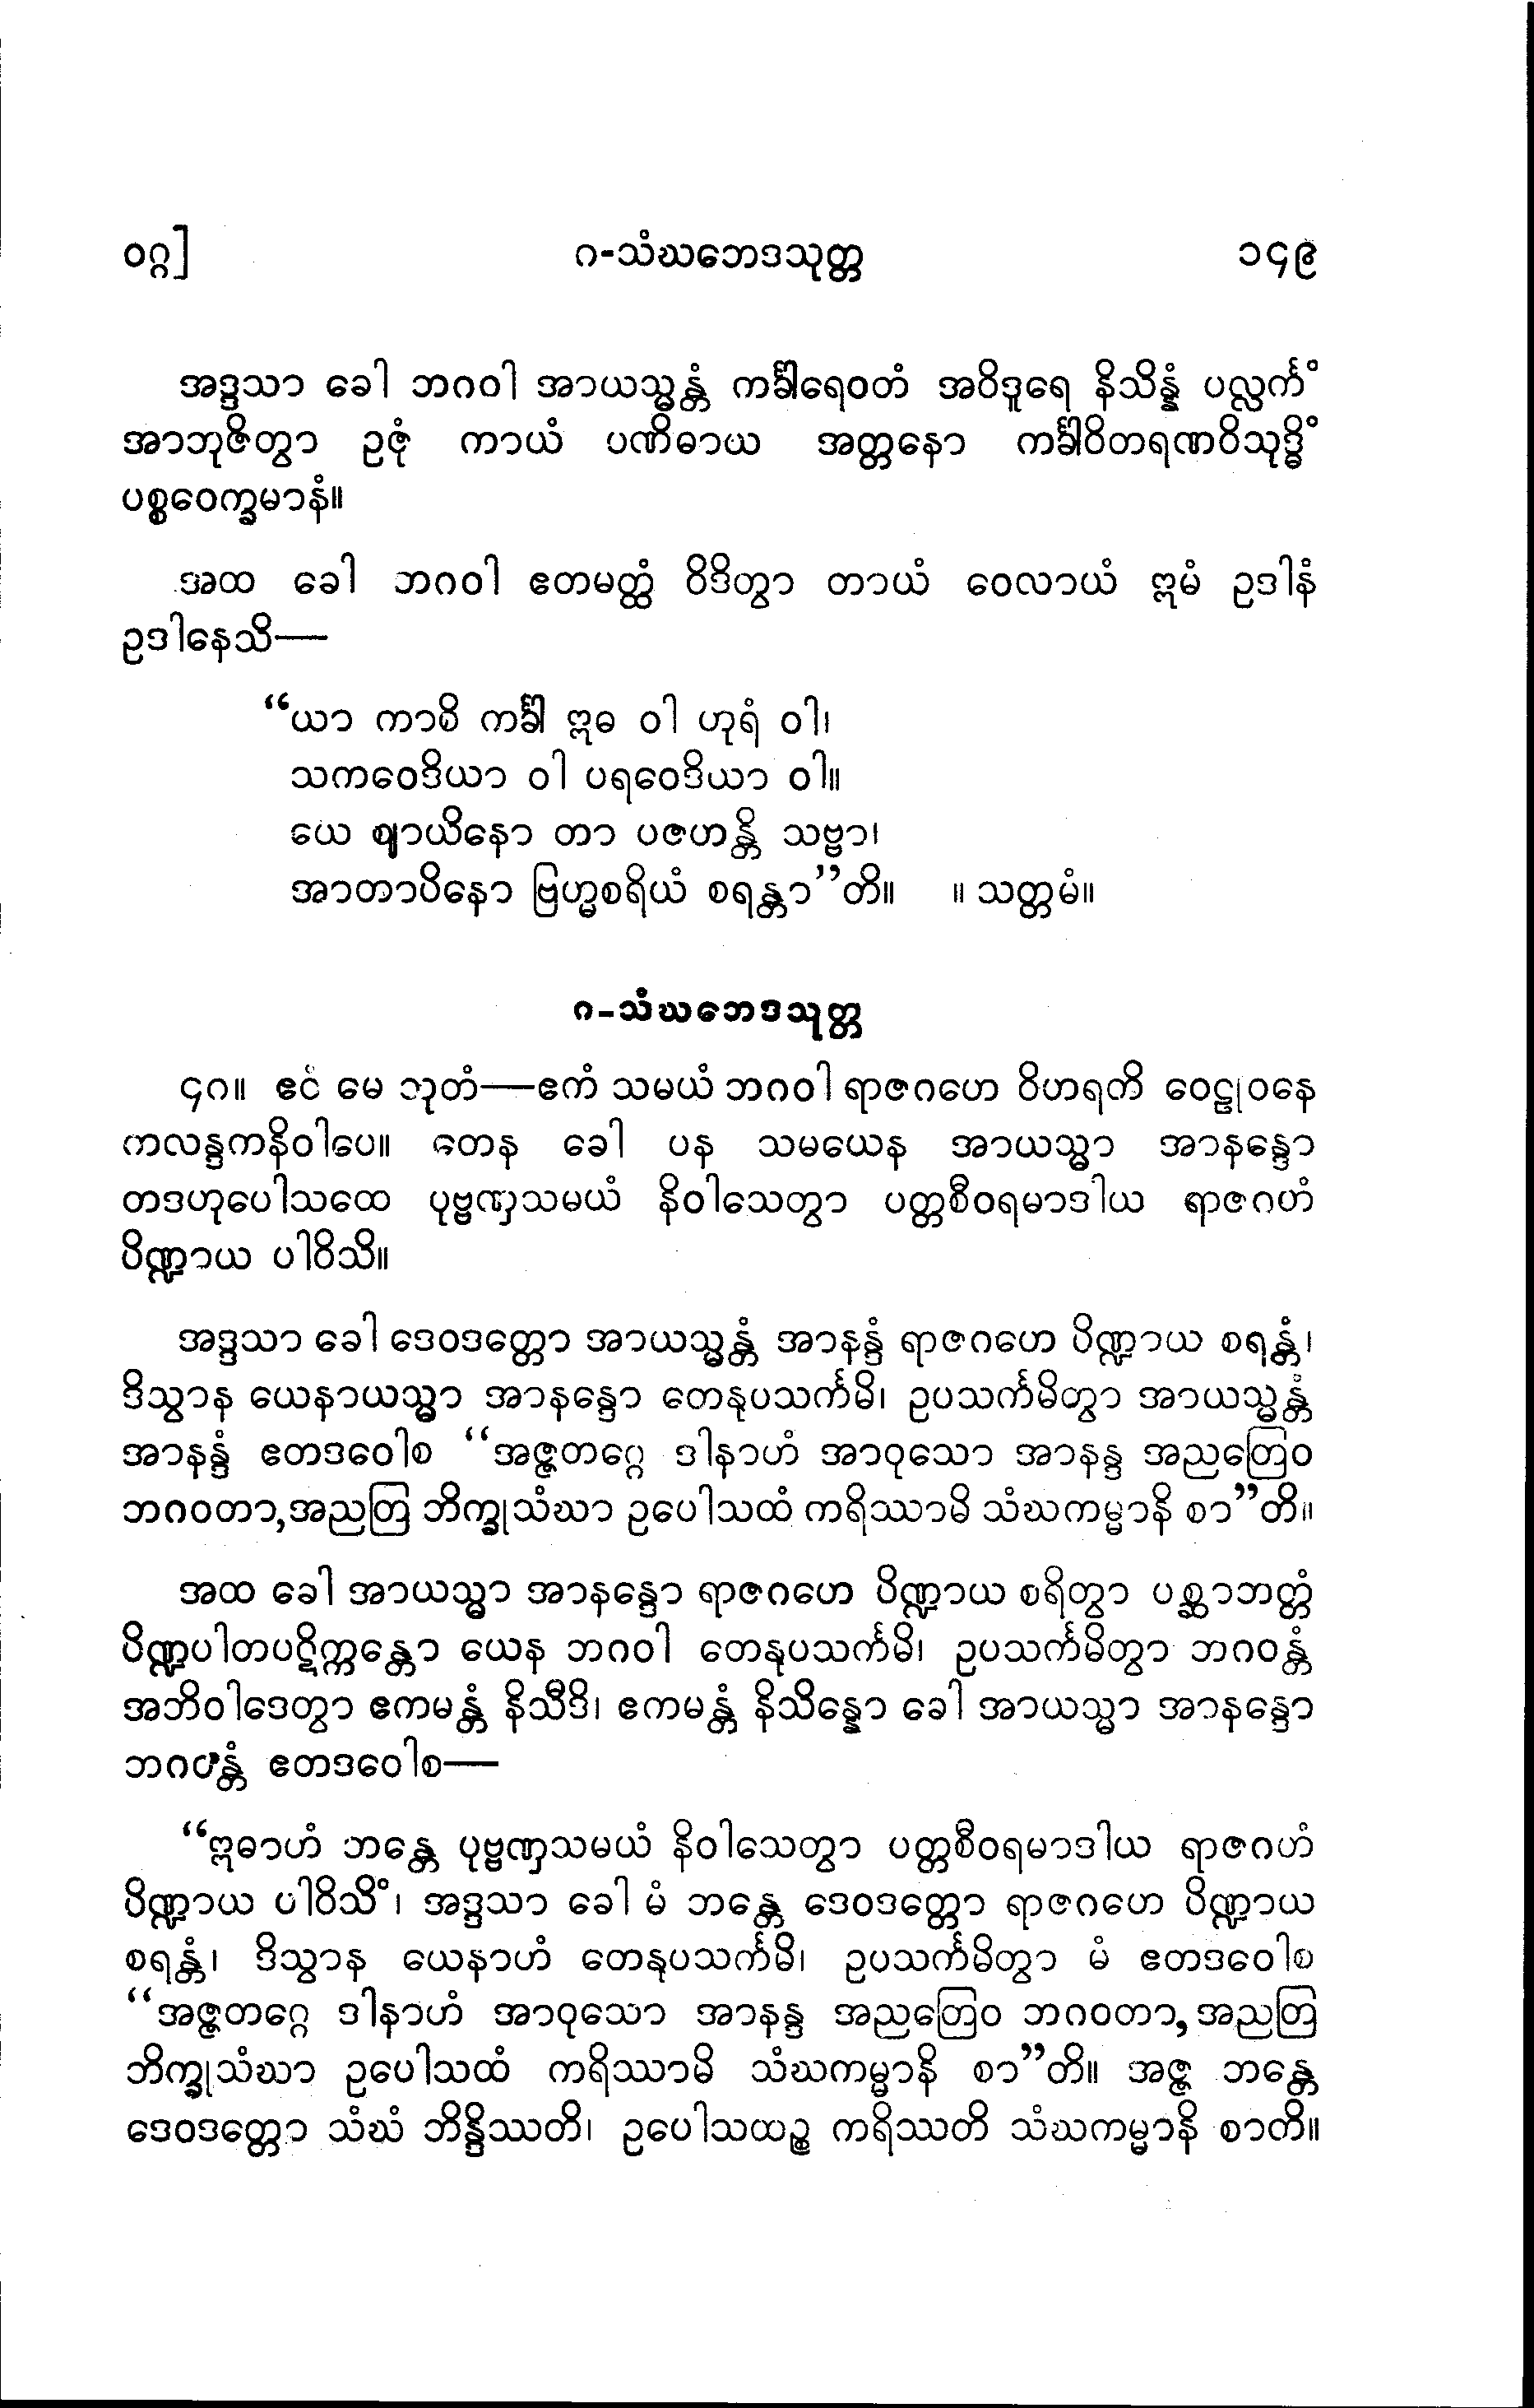 ဝဂ္ဂ] ဂ-သံဃဘေဒသုတ္တ ၁၄၉
အဒ္ဒသာ ခေါ ဘဂဝါ အာယသ္မန္တံ ကင်္ခါရေဝတံ အဝိဒူရေ နိသိန္နံ ပလ္လင်္ကံ
အာဘုဇိတွာ ဥဇုံ ကာယံ ပဏိဓာယ အတ္တနော ကင်္ခါဝိတရဏဝိသုဒ္ဓိံ
ပစ္စဝေက္ခမာနံ။
အထ ခေါ ဘဂဝါ ဧတမတ္ထံ ဝိဒိတွာ တာယံ ဝေလာယံ ဣမံ ဥဒါနံ
ဥဒါနေသိ—
“ယာ ကာစိ ကင်္ခါ ဣဓ ဝါ ဟုရံ ဝါ၊
သကဝေဒိယာ ဝါ ပရဝေဒိယာ ဝါ။
ယေ ဈာယိနော တာ ပဇဟန္တိ သဗ္ဗာ၊
အာတာပိနော ဗြဟ္မစရိယံ စရန္တာ”တိ။ ။ သတ္တမံ။
ဂ-သံဃဘေဒသုတ္တ
၄ဂ။ ဧဝံ မေ သုတံ—ဧကံ သမယံ ဘဂဝါ ရာဇဂဟေ ဝိဟရတိ ဝေဠုဝနေ
ကလန္ဒကနိဝါပေ။ တေန ခေါ ပန သမယေန အာယသ္မာ အာနန္ဒော
တဒဟုပေါသထေ ပုဗ္ဗဏှသမယံ နိဝါသေတွာ ပတ္တစီဝရမာဒါယ ရာဇဂဟံ
ပိဏ္ဍာယ ပါဝိသိ။
အဒ္ဒသာ ခေါ ဒေဝဒတ္တော အာယသ္မန္တံ အာနန္ဒံ ရာဇဂဟေ ပိဏ္ဍာယ စရန္တံ၊
ဒိသွာန ယေနာယသ္မာ အာနန္ဒော တေနုပသင်္ကမိ၊ ဥပသင်္ကမိတွာ အာယသ္မန္တံ
အာနန္ဒံ ဧတဒဝေါစ “အဇ္ဇတဂ္ဂေ ဒါနာဟံ အာဝုသော အာနန္ဒ အညတြေဝ
ဘဂဝတာ,အညတြ ဘိက္ခုသံဃာ ဥပေါသထံ ကရိဿာမိ သံဃကမ္မာနိ စာ”တိ။
အထ ခေါ အာယသ္မာ အာနန္ဒော ရာဇဂဟေ ပိဏ္ဍာယ စရိတွာ ပစ္ဆာဘတ္တံ
ပိဏ္ဍပါတပဋိက္ကန္တော ယေန ဘဂဝါ တေနုပသင်္ကမိ၊ ဥပသင်္ကမိတွာ ဘဂဝန္တံ
အဘိဝါဒေတွာ ဧကမန္တံ နိသီဒိ၊ ဧကမန္တံ နိသိန္နော ခေါ အာယသ္မာ အာနန္ဒော
ဘဂဝန္တံ ဧတဒဝေါစ—
“ဣဓာဟံ ဘန္တေ ပုဗ္ဗဏှသမယံ နိဝါသေတွာ ပတ္တစီဝရမာဒါယ ရာဇဂဟံ
ပိဏ္ဍာယ ပါဝိသိံ၊ အဒ္ဒသာ ခေါ မံ ဘန္တေ ဒေဝဒတ္တော ရာဇဂဟေ ပိဏ္ဍာယ
စရန္တံ၊ ဒိသွာန ယေနာဟံ တေနုပသင်္ကမိ၊ ဥပသင်္ကမိတွာ မံ ဧတဒဝေါစ
“အဇ္ဇတဂ္ဂေ ဒါနာဟံ အာဝုသော အာနန္ဒ အညတြေဝ ဘဂဝတာ, အညတြ
ဘိက္ခုသံဃာ ဥပေါသထံ ကရိဿာမိ သံဃကမ္မာနိ စာ”တိ။ အဇ္ဇ ဘန္တေ
ဒေဝဒတ္တော သံဃံ ဘိန္ဒိဿတိ၊ ဥပေါသထဉ္စ ကရိဿတိ သံဃကမ္မာနိ စာတိ။